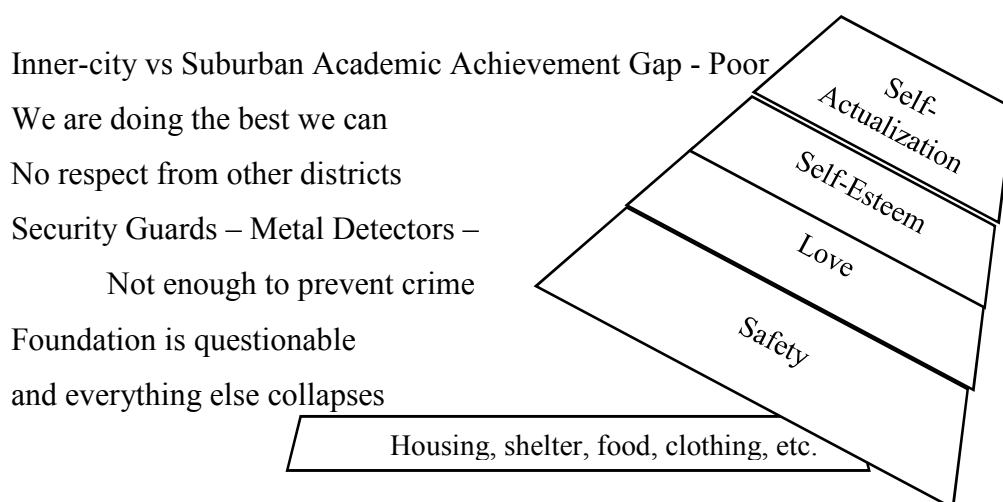 Inner-city vs Suburban Academic Achievement Gap - Poor
We are doing the best we can
No respect from other districts
Security Guards – Metal Detectors –
Not enough to prevent crime
Foundation is questionable
and everything else collapses
Self-
Actualization
Self-Esteem
Love
Safety
Housing, shelter, food, clothing, etc.